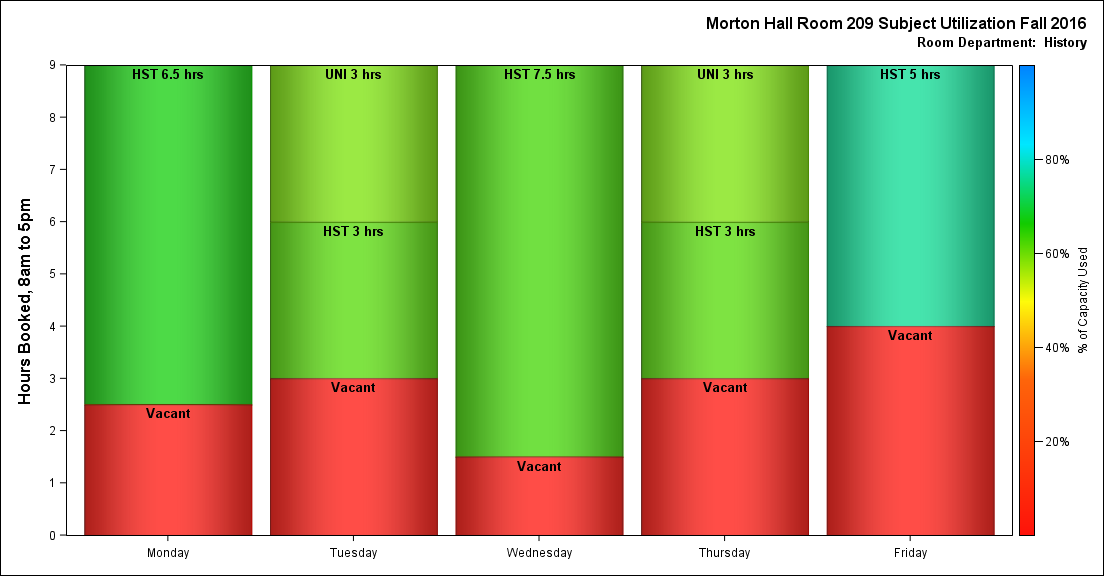 Morton Hall Room 209 Subject Utilization Fall 2016
Room Department:  History
Hours Booked, 8am to 5pm
9
8
7
6
5
4
3
2
1
0
HST 6.5 hrs
Vacant
UNI 3 hrs
HST 3 hrs
Vacant
HST 7.5 hrs
Vacant
UNI 3 hrs
HST 3 hrs
Vacant
HST 5 hrs
Vacant
Monday
Tuesday
Wednesday
Thursday
Friday
80%
60%
40%
20%
% of Capacity Used